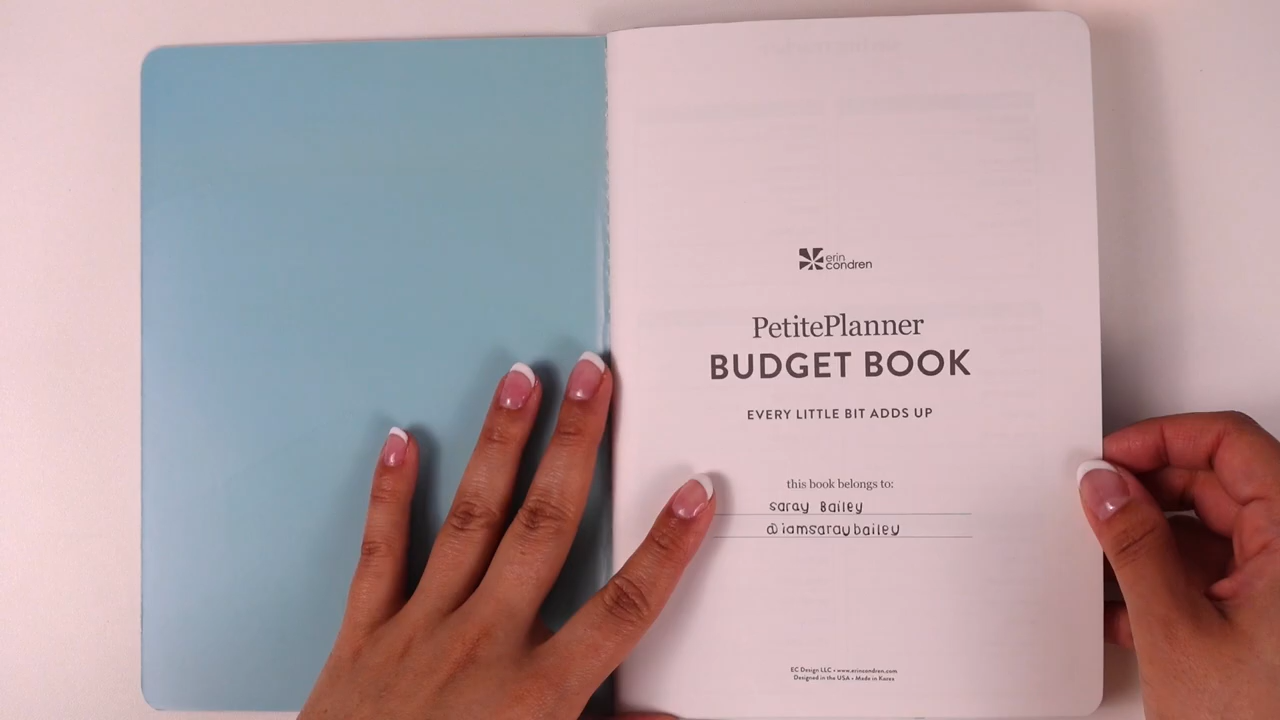 erin
condren
PetitePlanner
BUDGET BOOK
EVERY LITTLE BIT ADDS UP
this book belongs to:
saray Bailey
@iamsaraybailey
EC Design LLC • www.erincondren.com
Designed in the USA • Made in Korea